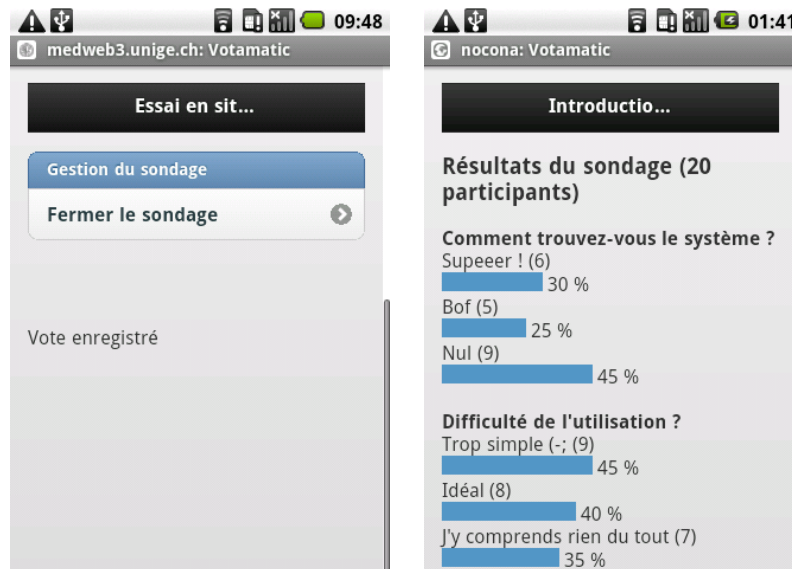 09:48
medweb3.unige.ch: Votamatic
Essai en sit...
Gestion du sondage
Fermer le sondage
Vote enregistré
01:41
nocona: Votamatic
Introductio...
Résultats du sondage (20
participants)
Comment trouvez-vous le système ?
Supeeer ! (6)
30 %
Bof (5)
25 %
Nul (9)
45 %
Difficulté de l'utilisation ?
Trop simple (-; (9)
45 %
Idéal (8)
40 %
J'y comprends rien du tout (7)
35 %